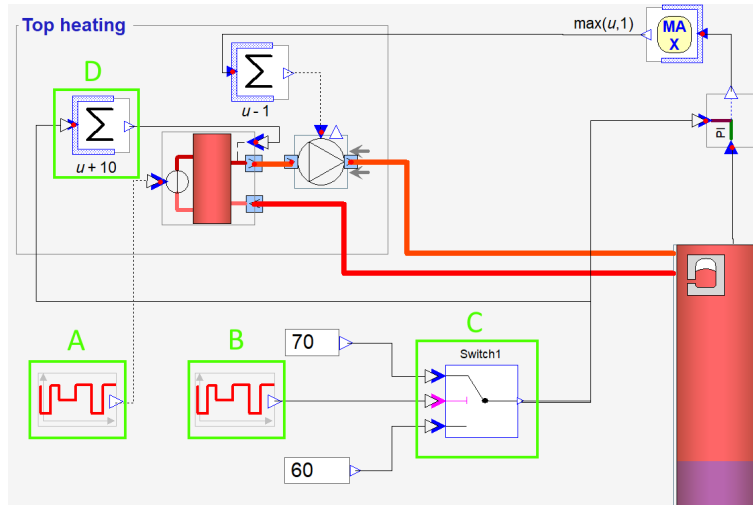 Top heating
max(u,1)
MA
X
D
Σ
u - 1
Σ
u + 10
PI
A
B
C
70
Switch1
60